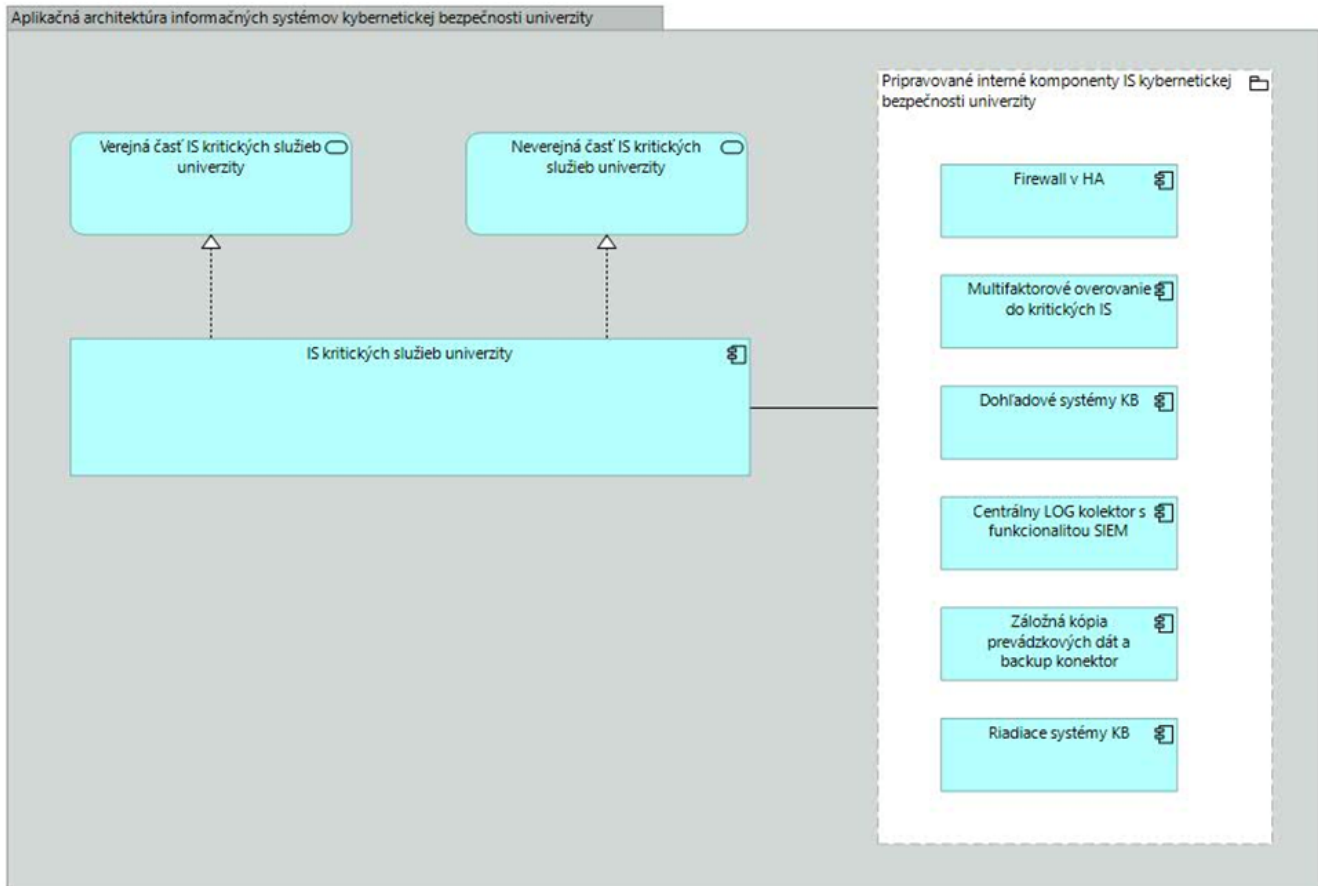 Aplikačná architektúra informačných systémov kybernetickej bezpečnosti univerzity
Pripravované interné komponenty IS kybernetickej
bezpečnosti univerzity
Verejná časť IS kritických služieb
univerzity
Neverejná časť IS kritických
služieb univerzity
IS kritických služieb univerzity
Firewall v HA
Multifaktorové overovanie
do kritických IS
Dohľadové systémy KB
Centrálny LOG kolektor s
funkcionalitou SIEM
Záložná kópia
prevádzkových dát a
backup konektor
Riadiace systémy KB